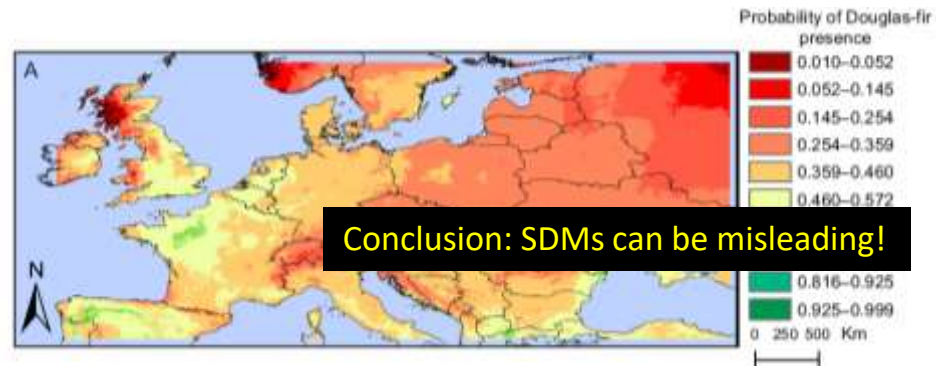 Probability of Douglas-fir
presence
A
0.010–0.052
0.052–0.145
0.145–0.254
0.254–0.359
0.359–0.460
0.460–0.572
Conclusion: SDMs can be misleading!
N
0.816–0.925
0.925–0.999
0 250 500 Km